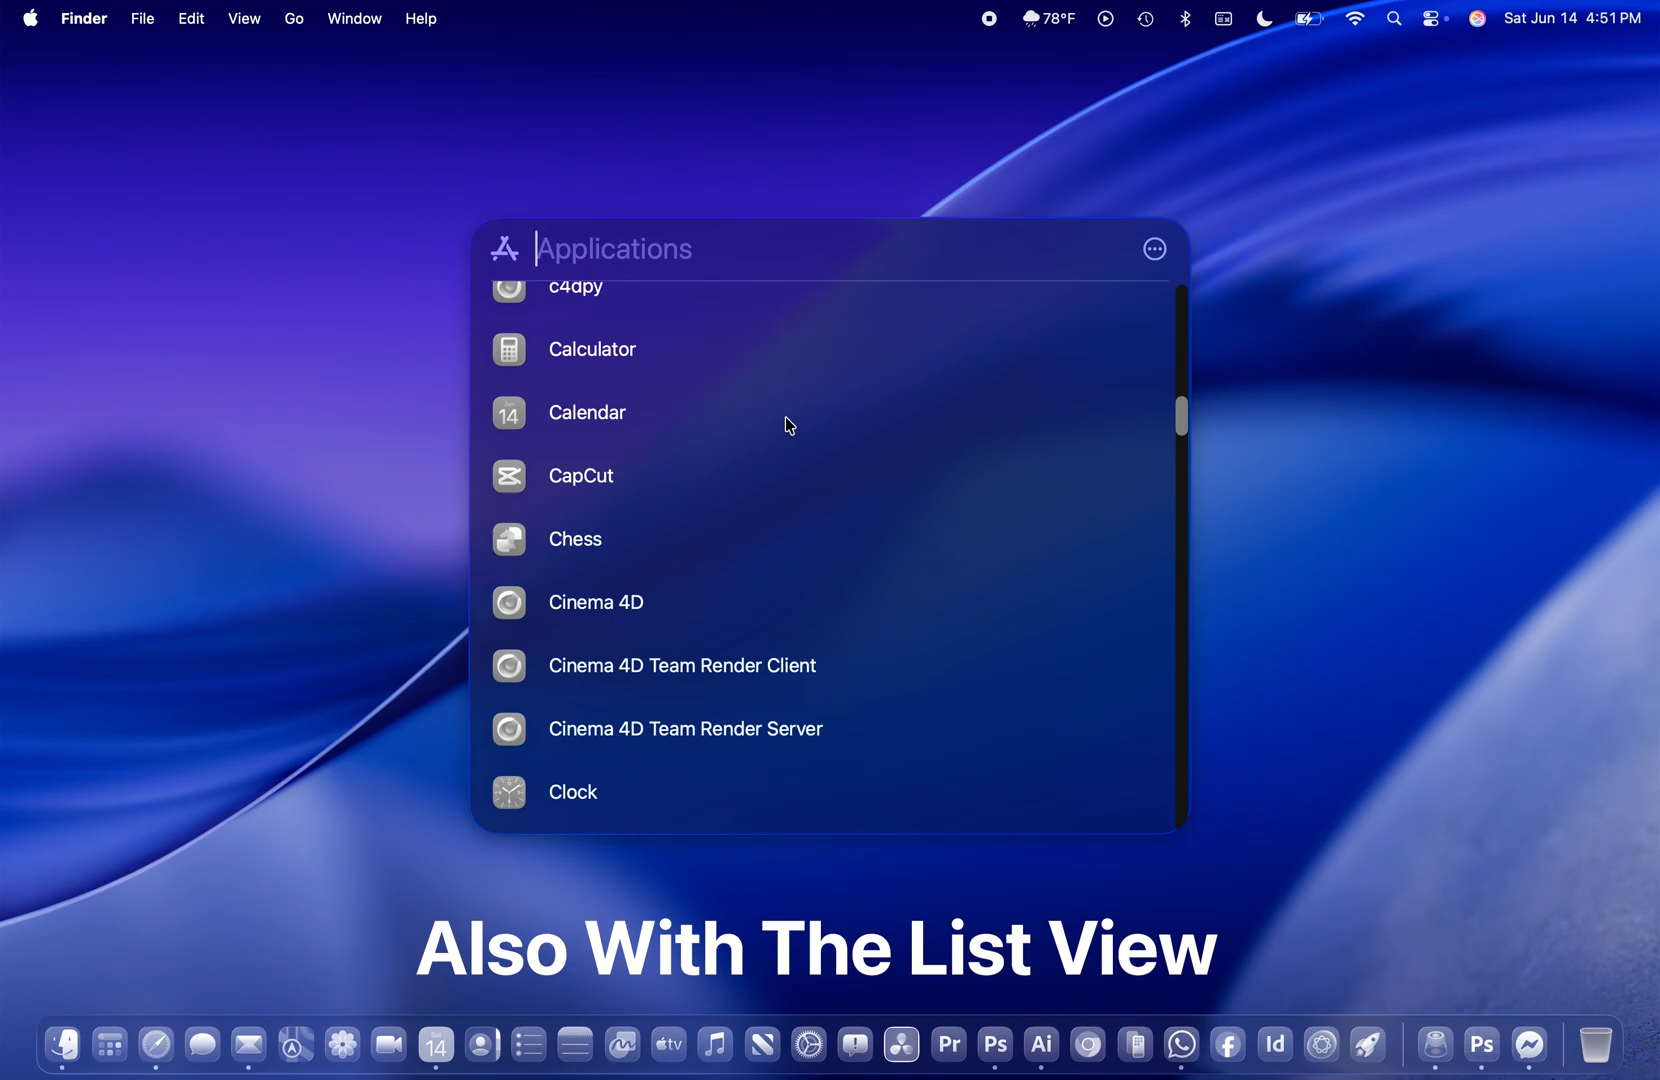 Finder File Edit View Go Window Help 78°F Sat Jun 14 4:51 PM
Applications
c4dpy
Calculator
14 Calendar
CapCut
Chess
Cinema 4D
Cinema 4D Team Render Client
Cinema 4D Team Render Server
Clock
Also With The List View
14 tv Pr Ps Ai Id Ps